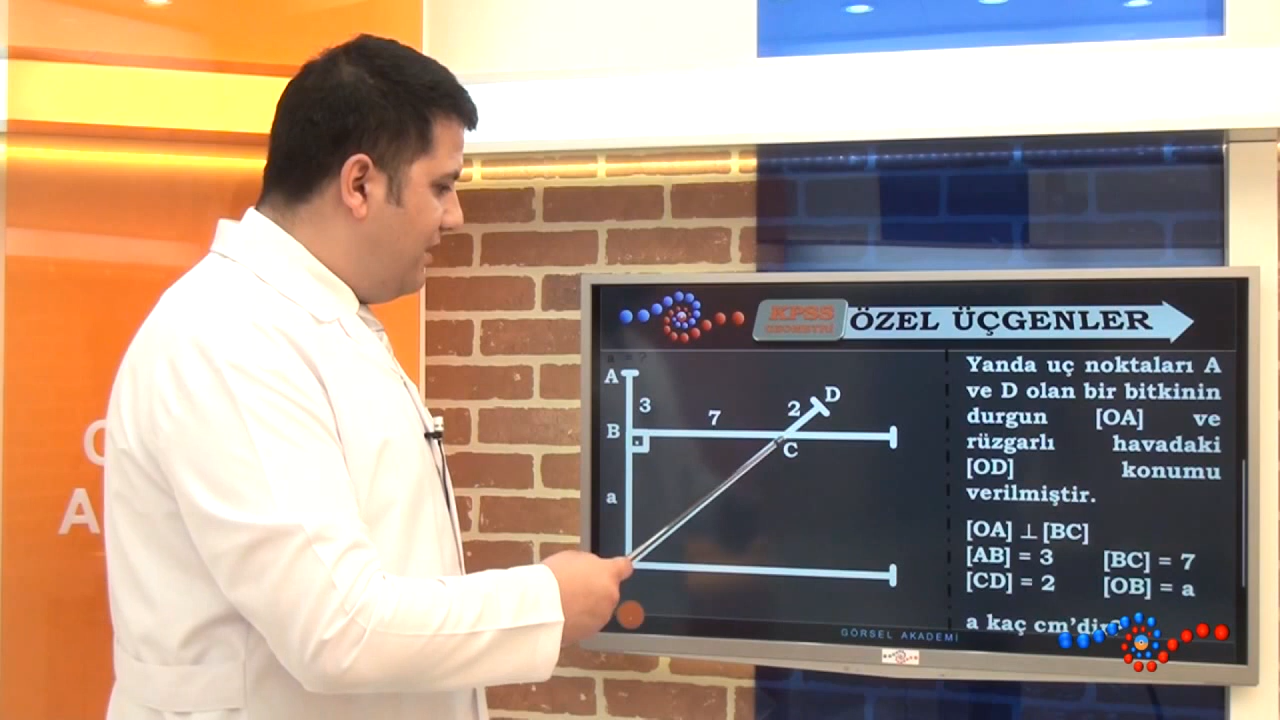 KPSS
GEOMETRİ
ÖZEL ÜÇGENLER
a = ?
A
3
7
2
D
B
C
a
Yanda uç noktaları A
ve D olan bir bitkinin
durgun [OA] ve
rüzgarlı havadaki
[OD] konumu
verilmiştir.
[OA] ⊥ [BC]
[AB] = 3 [BC] = 7
[CD] = 2 [OB] = a
a kaç cm'dir?
GÖRSEL AKADEMİ
A